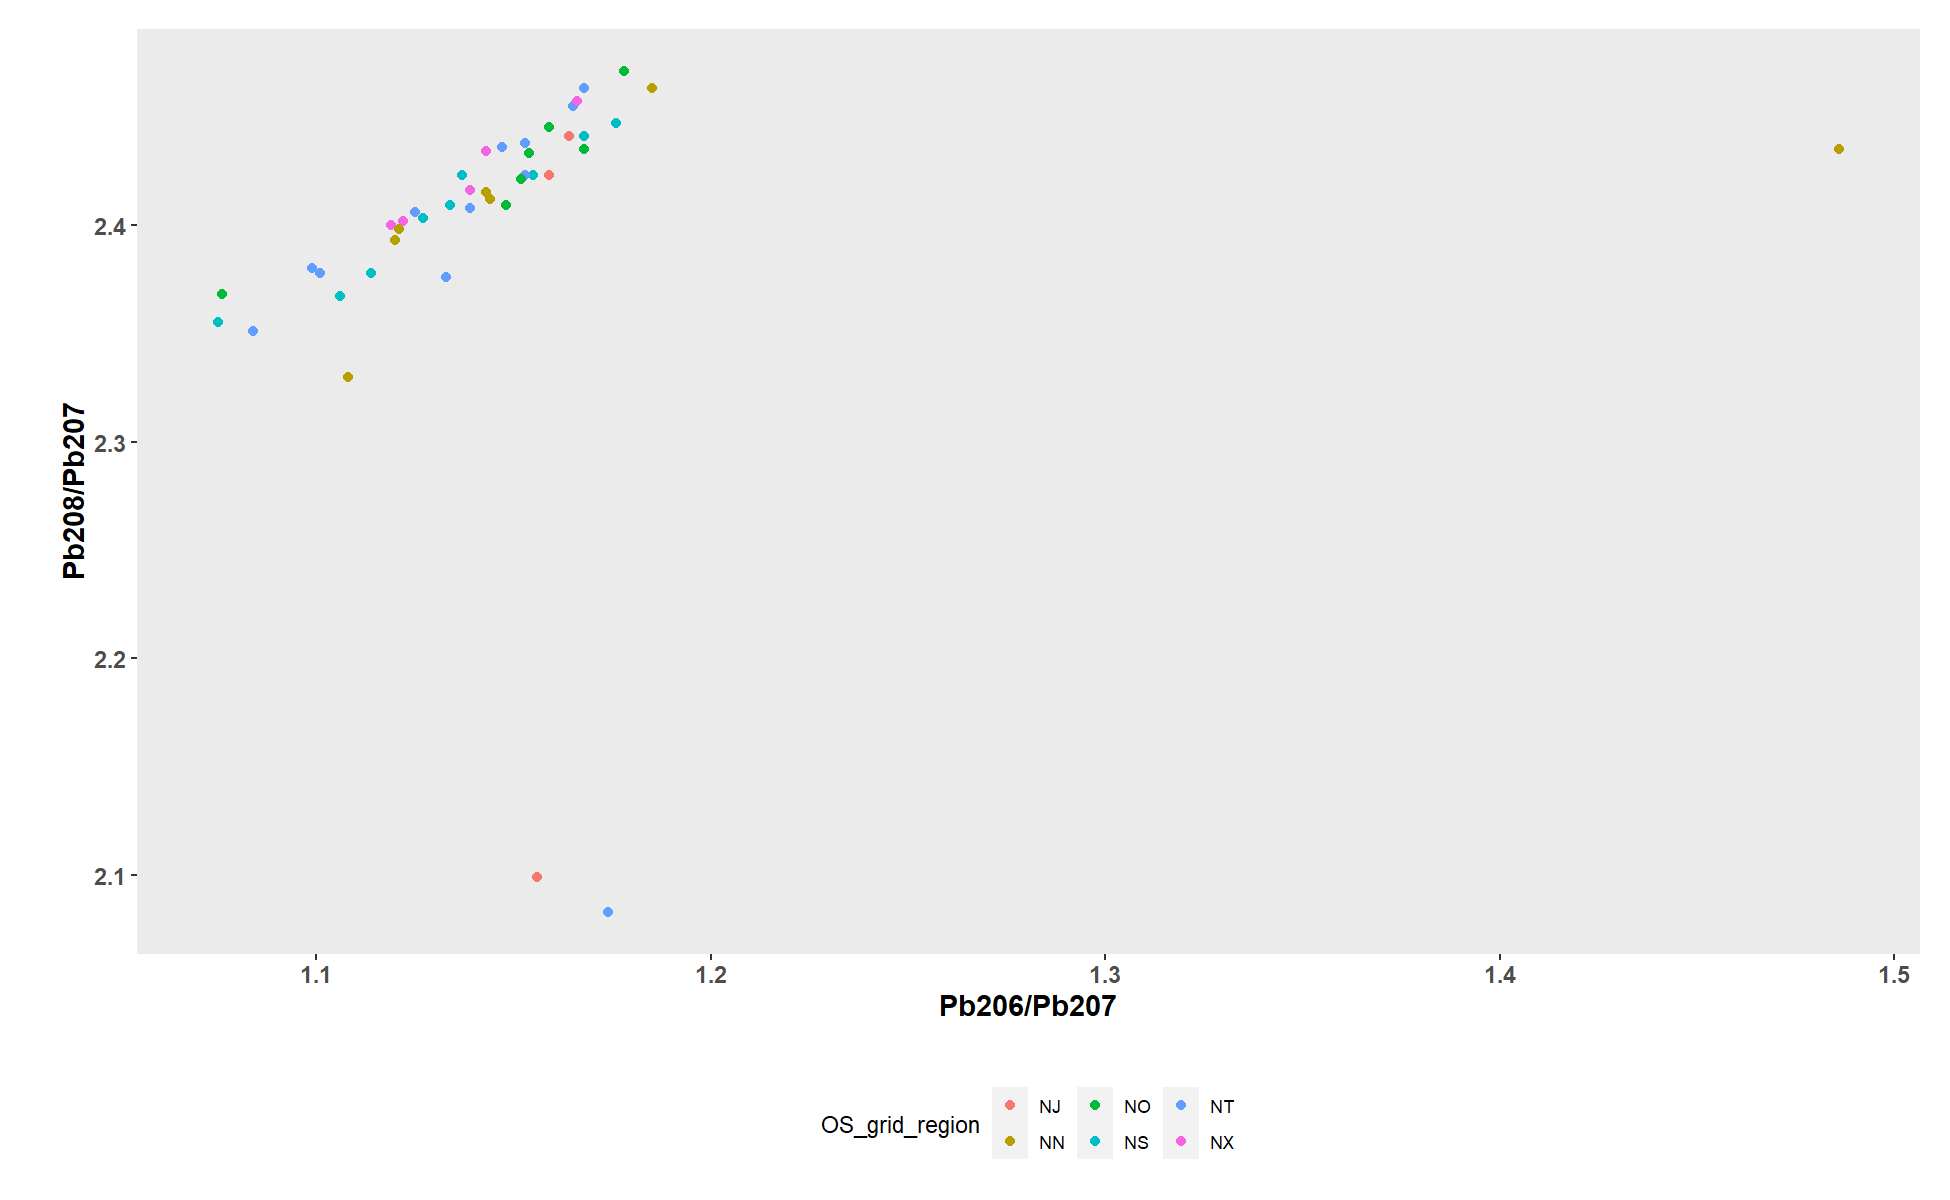 Pb208/Pb207
2.4
2.3
2.2
2.1
1.1 1.2 1.3 1.4 1.5
Pb206/Pb207
OS_grid_region
NJ NO NT
NN NS NX